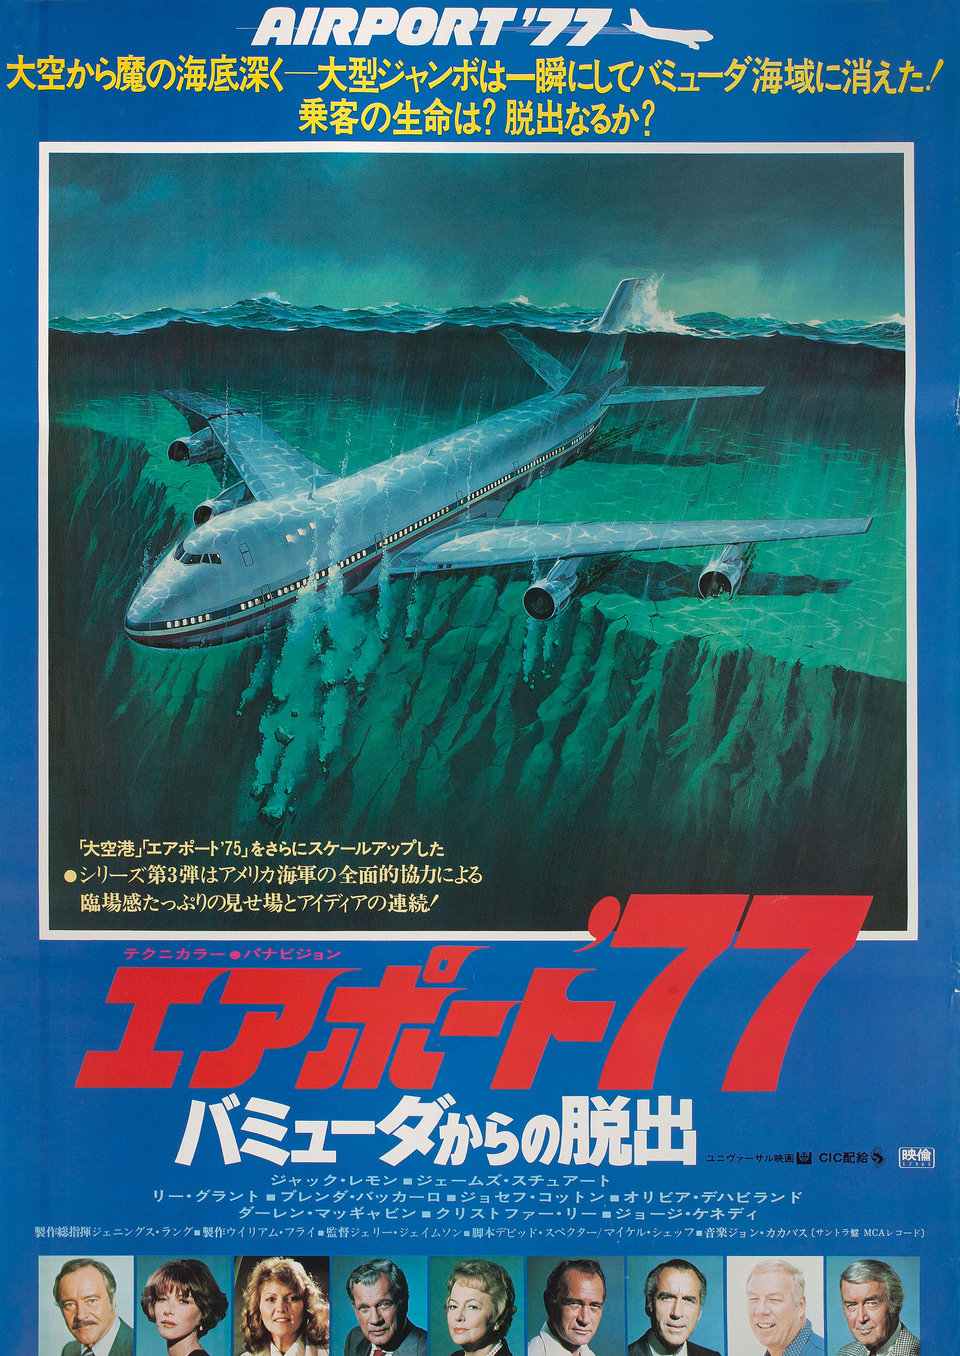 AIRPORT '77
大空から魔の海底深く―大型ジャンボは一瞬にしてバミューダ海域に消えた!
乗客の生命は?脱出なるか?
「大空港」「エアポート'75」をさらにスケールアップした
●シリーズ第3弾はアメリカ海軍の全面的協力による
臨場感たっぷりの見せ場とアイディアの連続!
テクニカラー●パナビジョン
エアポート'77
バミューダからの脱出
ユニヴァーサル映画 CIC配給 映倫
ジャック・レモン■ジェームズ・スチュアート
リー・グラント■ブレンダ・バッカーロ■ジョセフ・コットン■オリビア・デハビランド
ダーレン・マッギャビン■クリストファー・リー■ジョージ・ケネディ
製作総指揮ジェニングス・ラング■製作ウイリアム・フライ■監督ジェリー・ジェイムソン■脚本デビッド・スペクター/マイケル・シェッフ■音楽ジョン・カカバス〔サントラ盤 MCAレコード〕